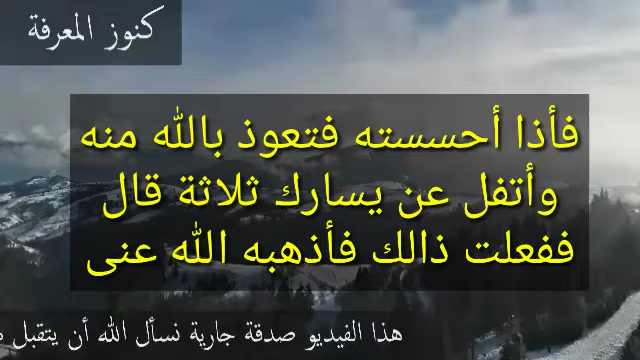 كنوز المعرفة
فأذا أحسسته فتعوذ بالله منه
وأتفل عن يسارك ثلاثة قال
ففعلت ذالك فأذهبه الله عنى
هذا الفيديو صدقة جارية نسأل الله أن يتقبل